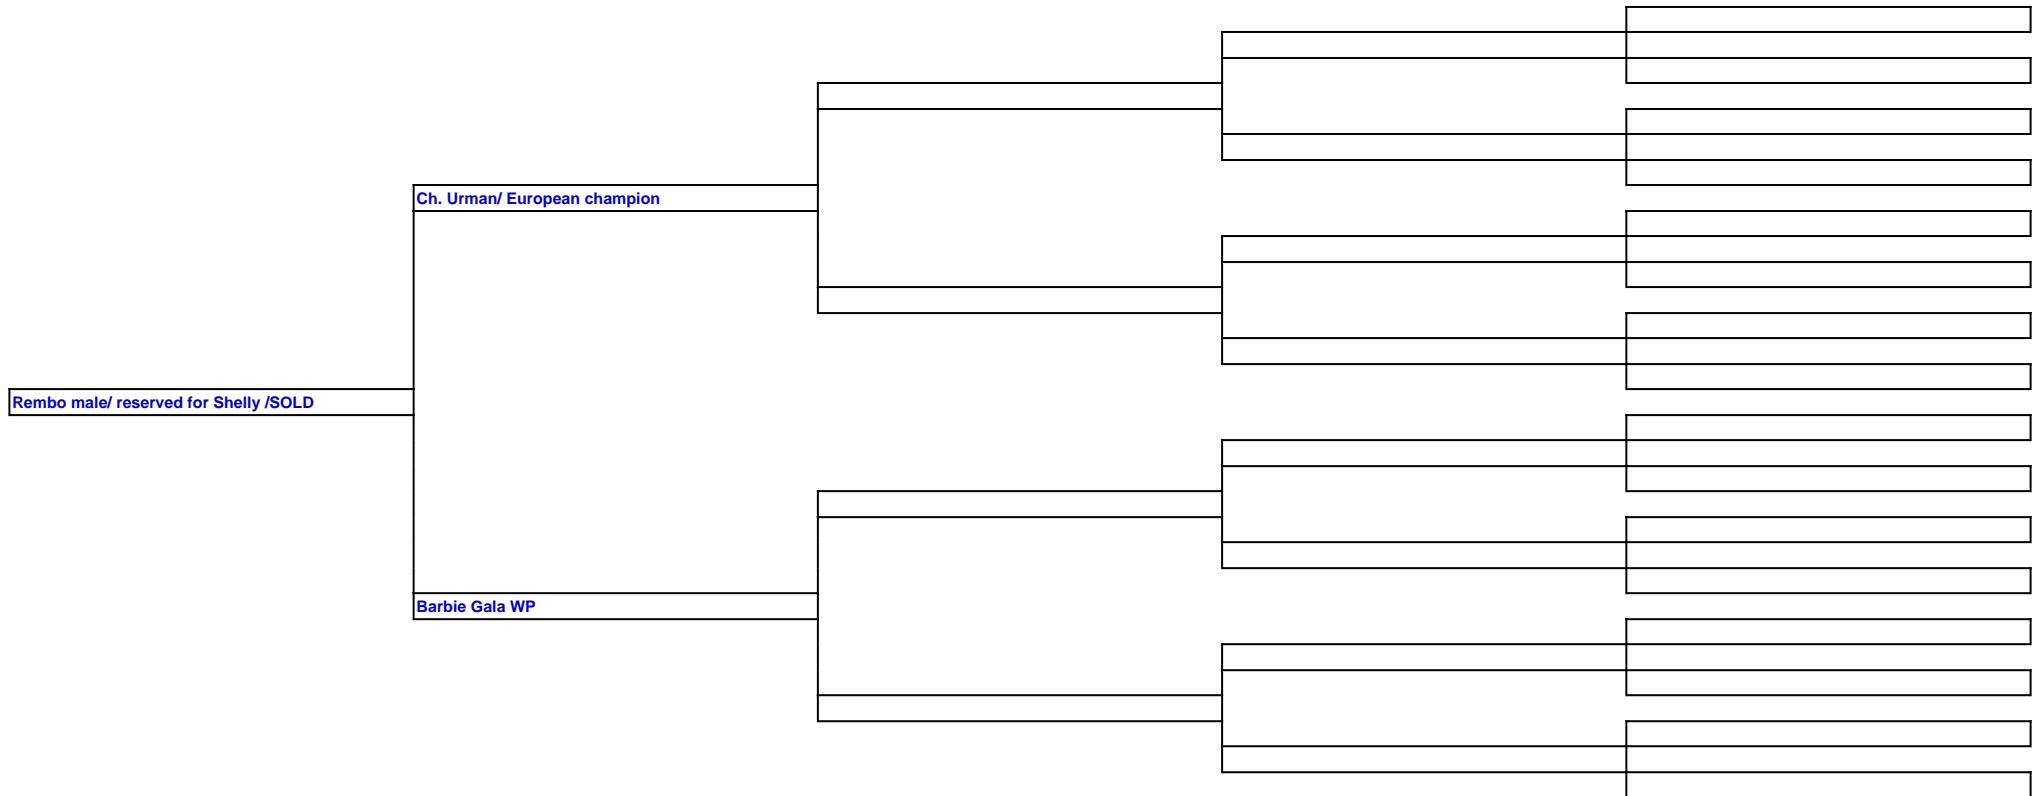 Ch. Urman/ European champion
Rembo male/ reserved for Shelly /SOLD
Barbie Gala WP